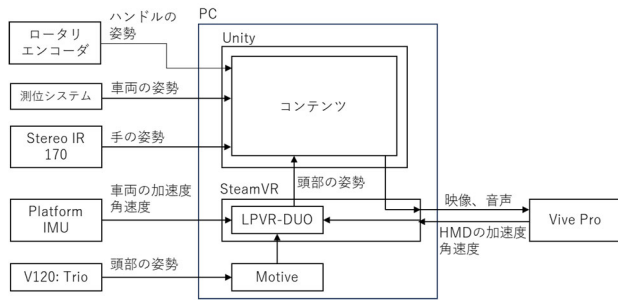 PC
ロータリ
エンコーダ
ハンドルの
姿勢
Unity
測位システム
車両の姿勢
コンテンツ
Stereo IR
170
手の姿勢
頭部の姿勢
SteamVR
Platform
IMU
車両の加速度
角速度
LPVR-DUO
映像、音声
HMDの加速度
角速度
Vive Pro
V120: Trio
頭部の姿勢
Motive